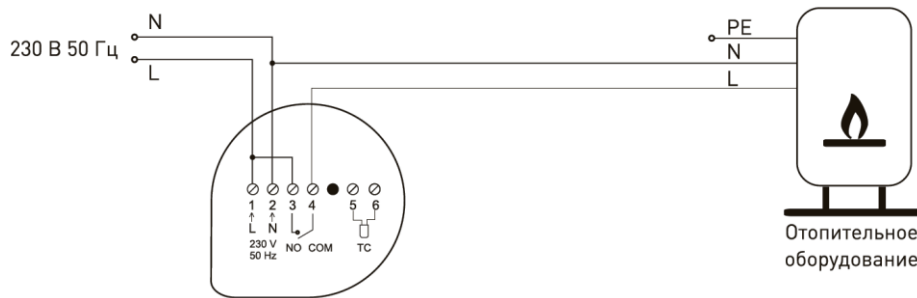 N
230 В 50 Гц
L
PE
N
L
1 2 3 4 5 6
L N
230 V
50 Hz
NO COM
TC
Отопительное
оборудование